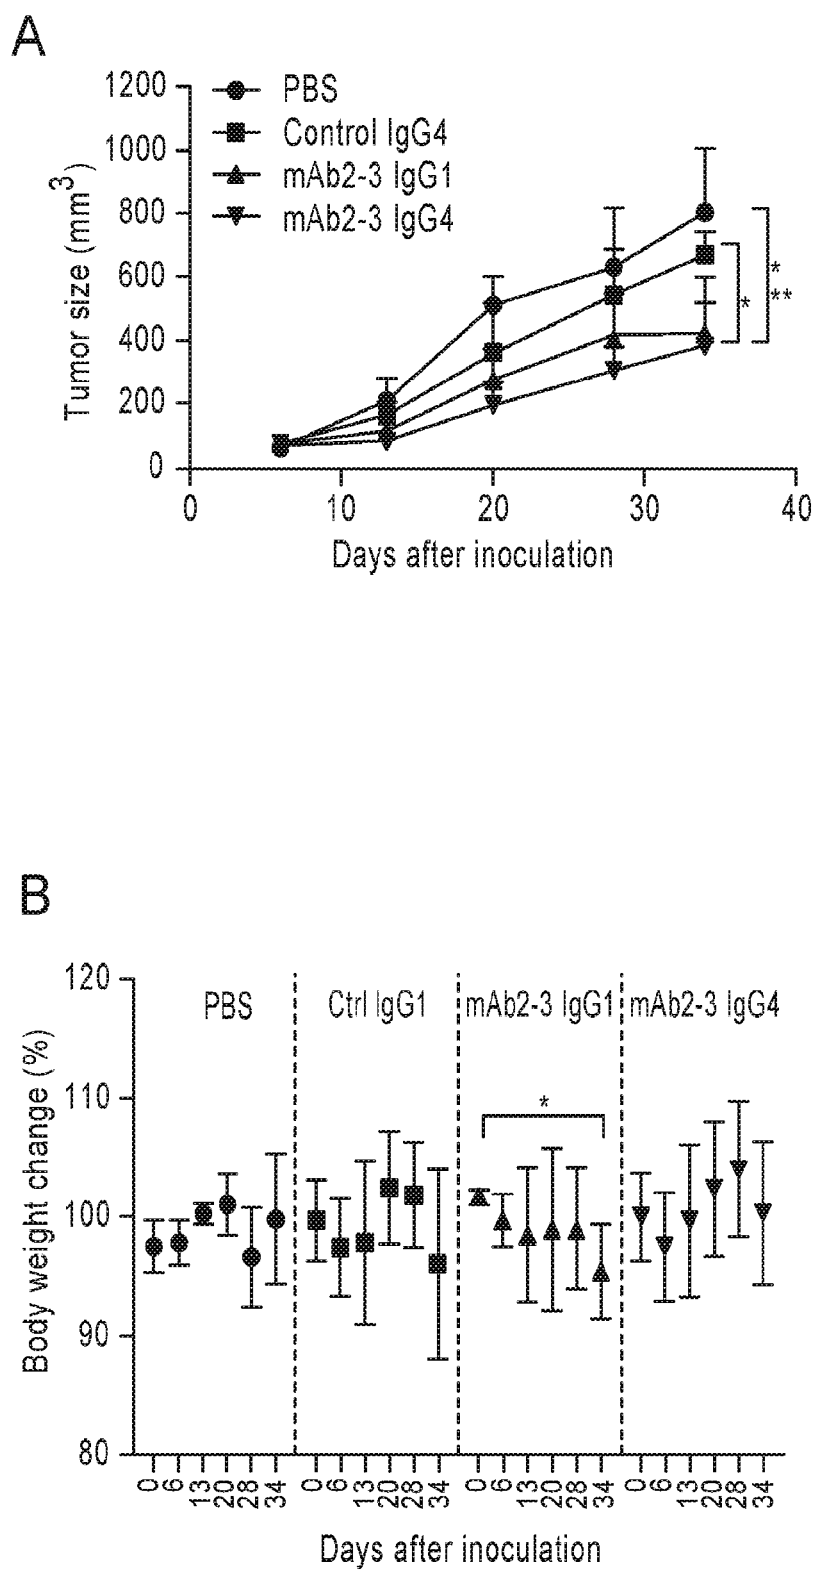 A
1200
1000
800
600
400
200
0
Tumor size (mm3)
PBS
Control IgG4
mAb2-3 IgG1
mAb2-3 IgG4
*
*
**
0 10 20 30 40
Days after inoculation
B
120
110
100
90
80
Body weight change (%)
PBS Ctrl IgG1 mAb2-3 IgG1 mAb2-3 IgG4
*
0 6 13 20 28 34 0 6 13 20 28 34 0 6 13 20 28 34 0 6 13 20 28 34
Days after inoculation